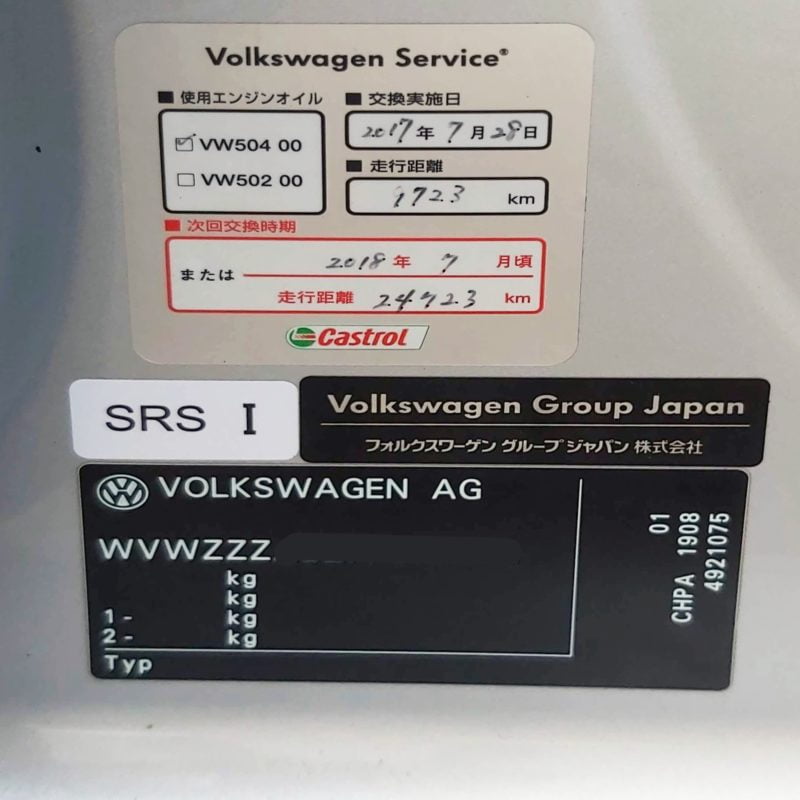 Volkswagen Service®
■ 使用エンジンオイル
☑ VW504 00
☐ VW502 00
■ 交換実施日
2017年 7月28日
■ 走行距離
9723 km
■ 次回交換時期
または
2018年 7月頃
走行距離 24723 km
Castrol
SRS I
Volkswagen Group Japan
フォルクスワーゲン グループ ジャパン 株式会社
VOLKSWAGEN AG
WVWZZZ
kg
kg
1- kg
2- kg
Typ
01
CHPA 1908
4921075